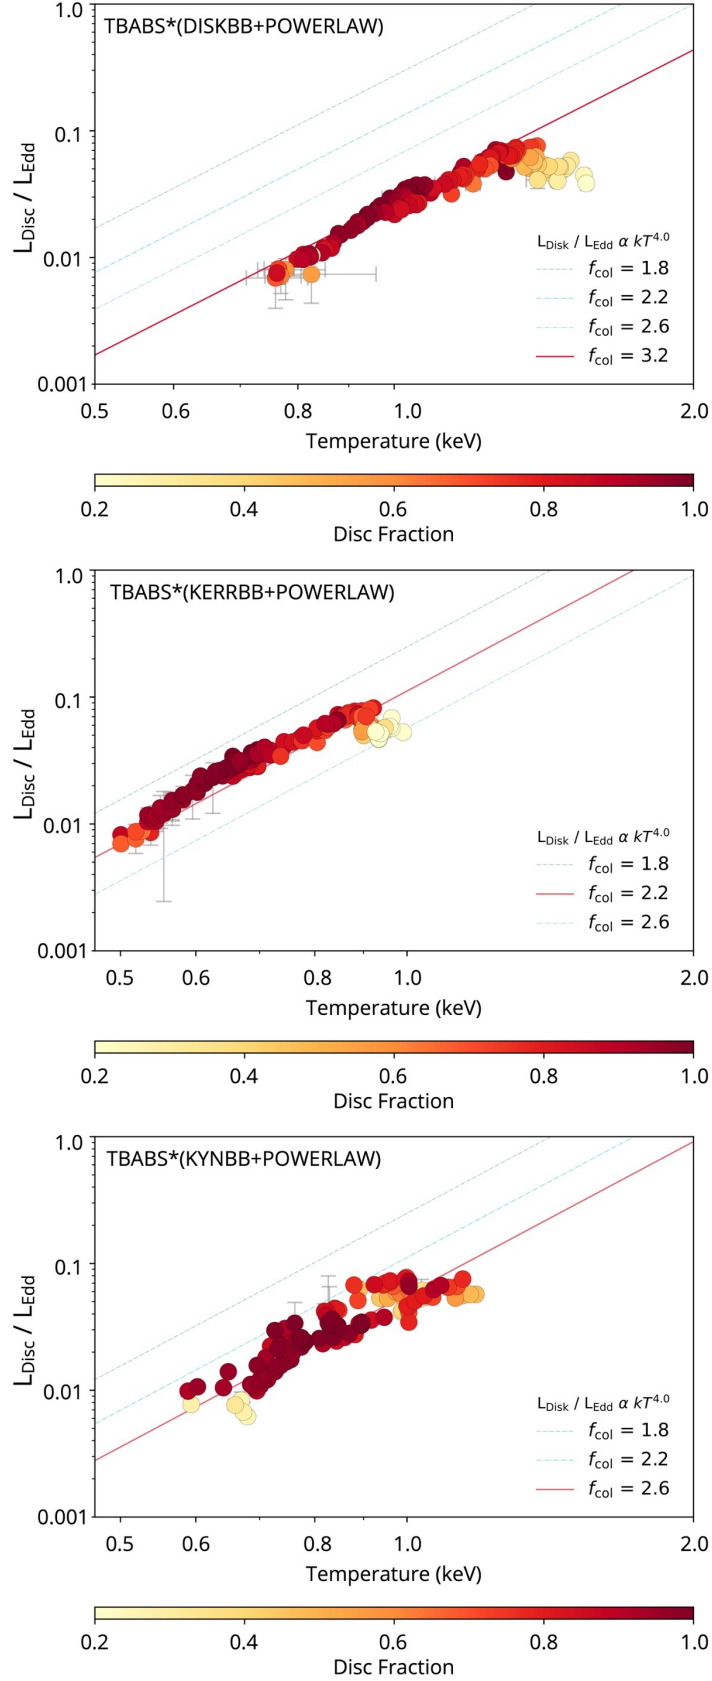 TBABS*(DISKBB+POWERLAW)
1.0
0.1
0.01
0.001
L_Disc / L_Edd
L_Disk / L_Edd α kT^4.0
f_col = 1.8
f_col = 2.2
f_col = 2.6
f_col = 3.2
0.5 0.6 0.8 1.0 2.0
Temperature (keV)
0.2 0.4 0.6 0.8 1.0
Disc Fraction
TBABS*(KERRBB+POWERLAW)
1.0
0.1
0.01
0.001
L_Disc / L_Edd
L_Disk / L_Edd α kT^4.0
f_col = 1.8
f_col = 2.2
f_col = 2.6
0.5 0.6 0.8 1.0 2.0
Temperature (keV)
0.2 0.4 0.6 0.8 1.0
Disc Fraction
TBABS*(KYNBB+POWERLAW)
1.0
0.1
0.01
0.001
L_Disc / L_Edd
L_Disk / L_Edd α kT^4.0
f_col = 1.8
f_col = 2.2
f_col = 2.6
0.5 0.6 0.8 1.0 2.0
Temperature (keV)
0.2 0.4 0.6 0.8 1.0
Disc Fraction